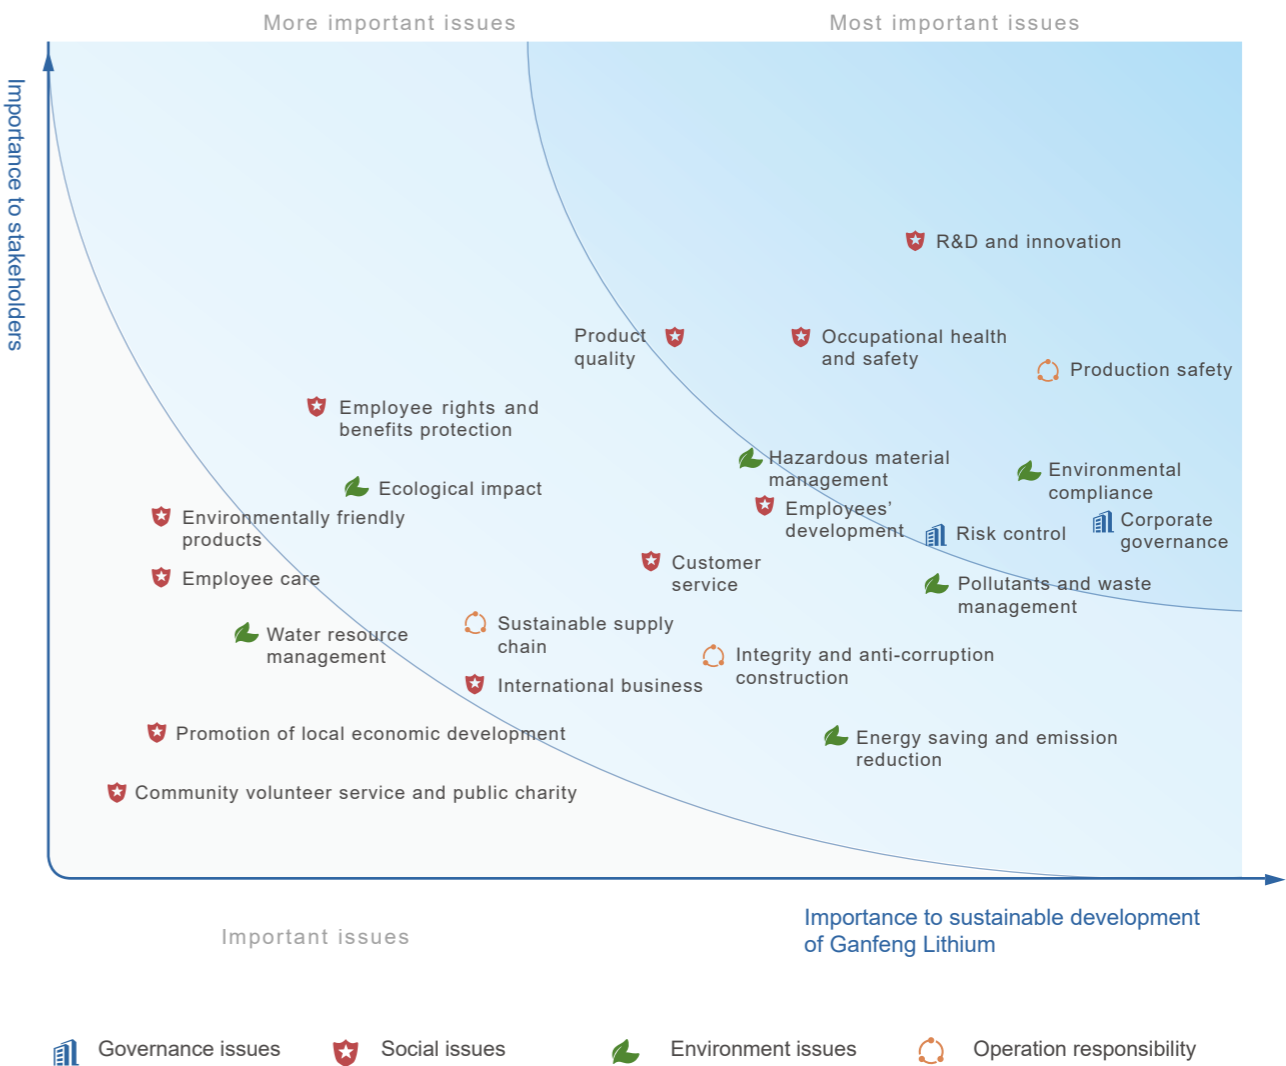 More important issues
Most important issues
Importance to stakeholders
R&D and innovation
Product
quality
Occupational health
and safety
Production safety
Employee rights and
benefits protection
Hazardous material
management
Environmental
compliance
Ecological impact
Employees'
development
Environmentally friendly
products
Risk control
Corporate
governance
Customer
service
Employee care
Pollutants and waste
management
Sustainable supply
chain
Water resource
management
Integrity and anti-corruption
construction
International business
Promotion of local economic development
Energy saving and emission
reduction
Community volunteer service and public charity
Importance to sustainable development
of Ganfeng Lithium
Important issues
Governance issues
Social issues
Environment issues
Operation responsibility